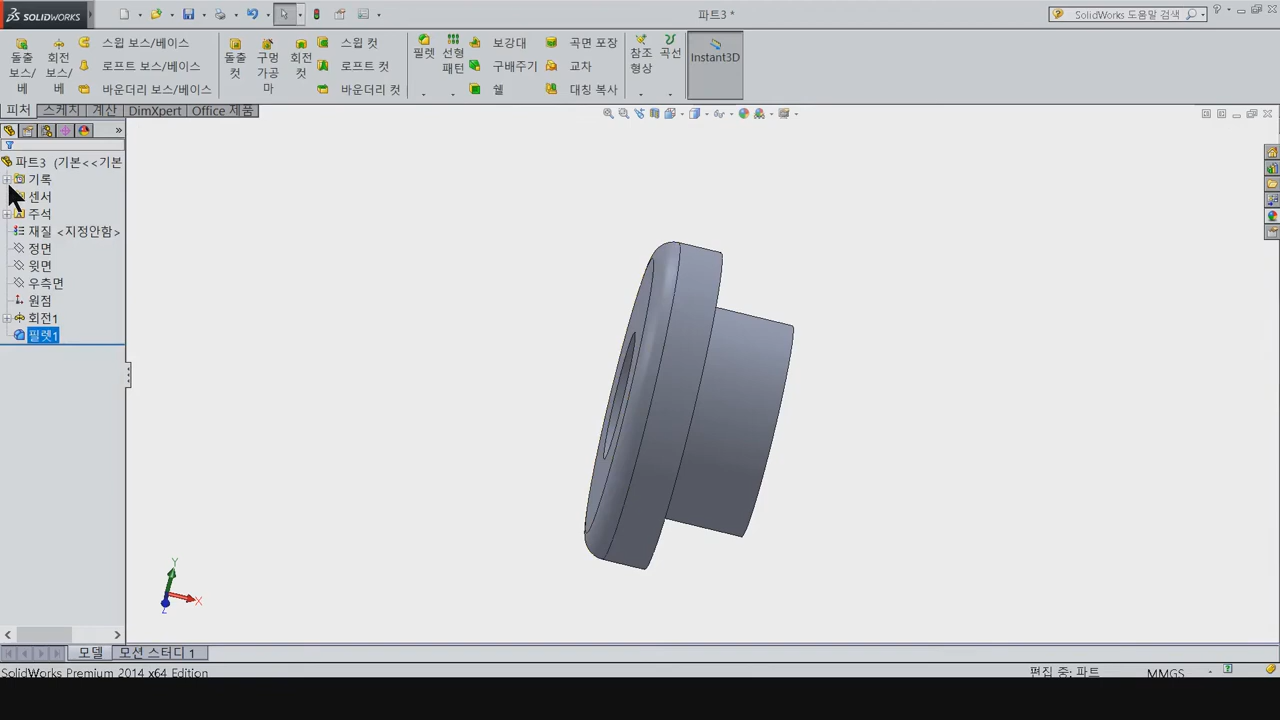 SOLIDWORKS
파트3 *
SolidWorks 도움말 검색
돌출 보스/베
회전 보스/베
스윕 보스/베이스
로프트 보스/베이스
바운더리 보스/베이스
돌출 컷
구멍 가공 마
회전 컷
스윕 컷
로프트 컷
바운더리 컷
필렛
선형 패턴
보강대
구배주기
쉘
곡면 포장
교차
대칭 복사
참조 형상
곡선
Instant3D
피처
스케치
계산
DimXpert
Office 제품
파트3 (기본<<기본
기록
센서
주석
재질 <지정안함>
정면
윗면
우측면
원점
회전1
필렛1
Y
X
Z
모델
모션 스터디 1
SolidWorks Premium 2014 x64 Edition
편집 중: 파트
MMGS